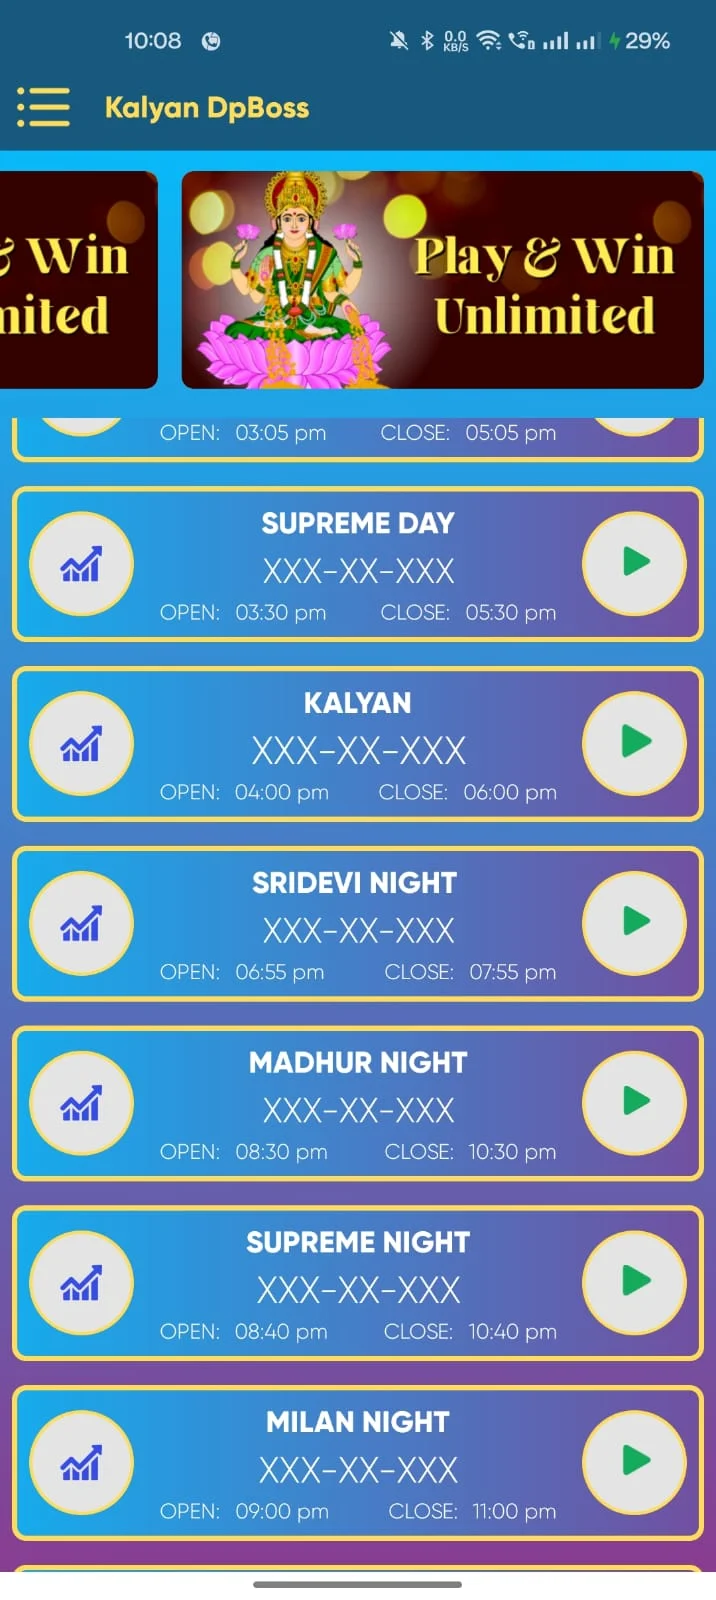 10:08
0.0
KB/S
29%
Kalyan DpBoss
& Win
mited
Play & Win
Unlimited
OPEN: 03:05 pm CLOSE: 05:05 pm
SUPREME DAY
XXX-XX-XXX
OPEN: 03:30 pm CLOSE: 05:30 pm
KALYAN
XXX-XX-XXX
OPEN: 04:00 pm CLOSE: 06:00 pm
SRIDEVI NIGHT
XXX-XX-XXX
OPEN: 06:55 pm CLOSE: 07:55 pm
MADHUR NIGHT
XXX-XX-XXX
OPEN: 08:30 pm CLOSE: 10:30 pm
SUPREME NIGHT
XXX-XX-XXX
OPEN: 08:40 pm CLOSE: 10:40 pm
MILAN NIGHT
XXX-XX-XXX
OPEN: 09:00 pm CLOSE: 11:00 pm